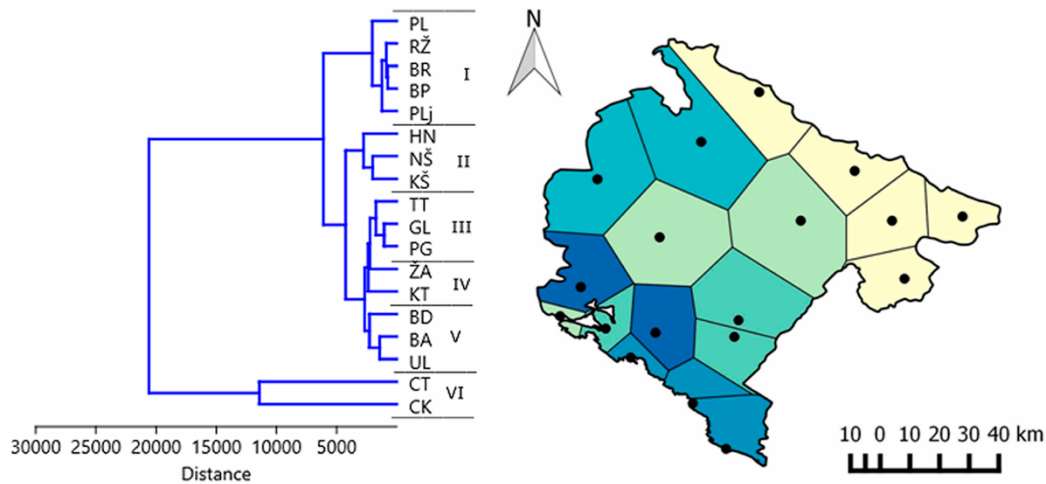 PL
RŽ
BR
I
BP
PLj
HN
NŠ
II
KŠ
TT
GL
III
PG
ŽA
IV
KT
BD
BA
V
UL
CT
VI
CK
30000 25000 20000 15000 10000 5000
Distance
N
10 0 10 20 30 40 km